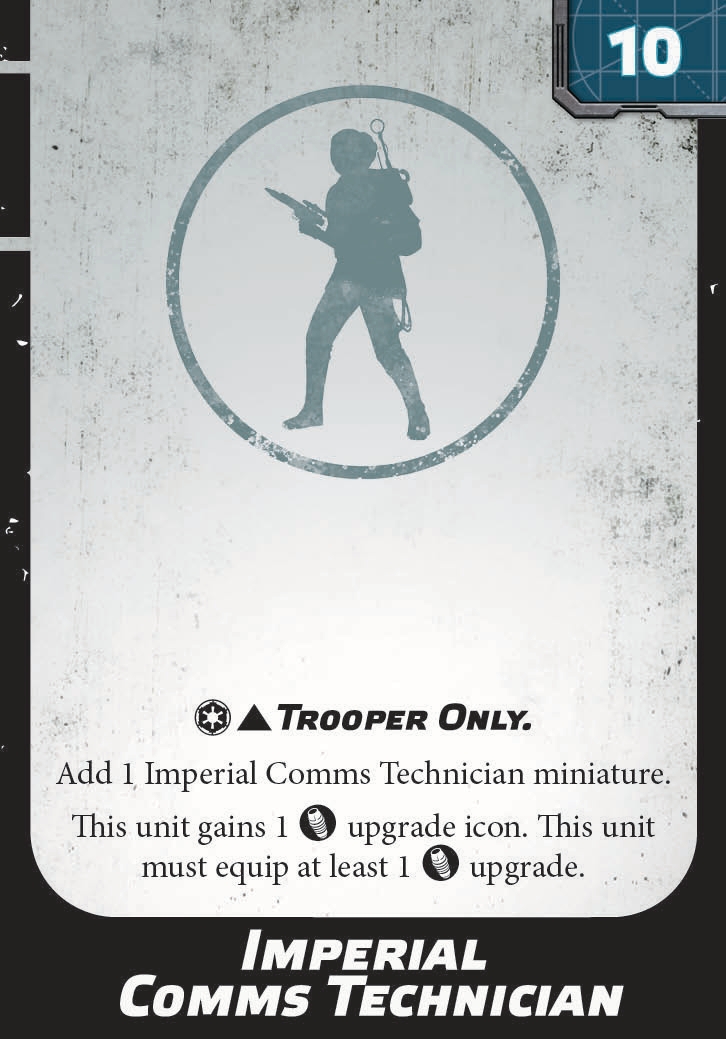 10
Trooper Only.
Add 1 Imperial Comms Technician miniature.
This unit gains 1 upgrade icon. This unit
must equip at least 1 upgrade.
Imperial
Comms Technician